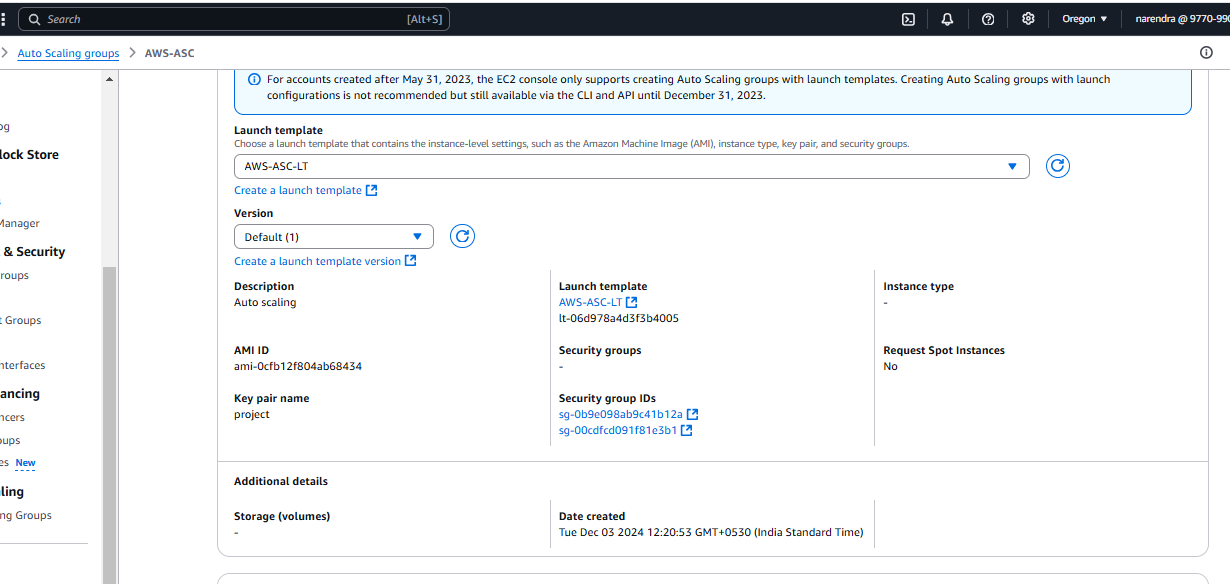 Search [Alt+S] Oregon narendra @ 9770-990
Auto Scaling groups AWS-ASC
For accounts created after May 31, 2023, the EC2 console only supports creating Auto Scaling groups with launch templates. Creating Auto Scaling groups with launch
configurations is not recommended but still available via the CLI and API until December 31, 2023.
og
lock Store
Manager
& Security
roups
t Groups
nterfaces
ancing
ncers
oups
es New
ling
ng Groups
Launch template
Choose a launch template that contains the instance-level settings, such as the Amazon Machine Image (AMI), instance type, key pair, and security groups.
AWS-ASC-LT
Create a launch template
Version
Default (1)
Create a launch template version
Description
Auto scaling
Launch template
AWS-ASC-LT
lt-06d978a4d3f3b4005
Instance type
-
AMI ID
ami-0cfb12f804ab68434
Security groups
-
Request Spot Instances
No
Key pair name
project
Security group IDs
sg-0b9e098ab9c41b12a
sg-00cdfcd091f81e3b1
Additional details
Storage (volumes)
-
Date created
Tue Dec 03 2024 12:20:53 GMT+0530 (India Standard Time)